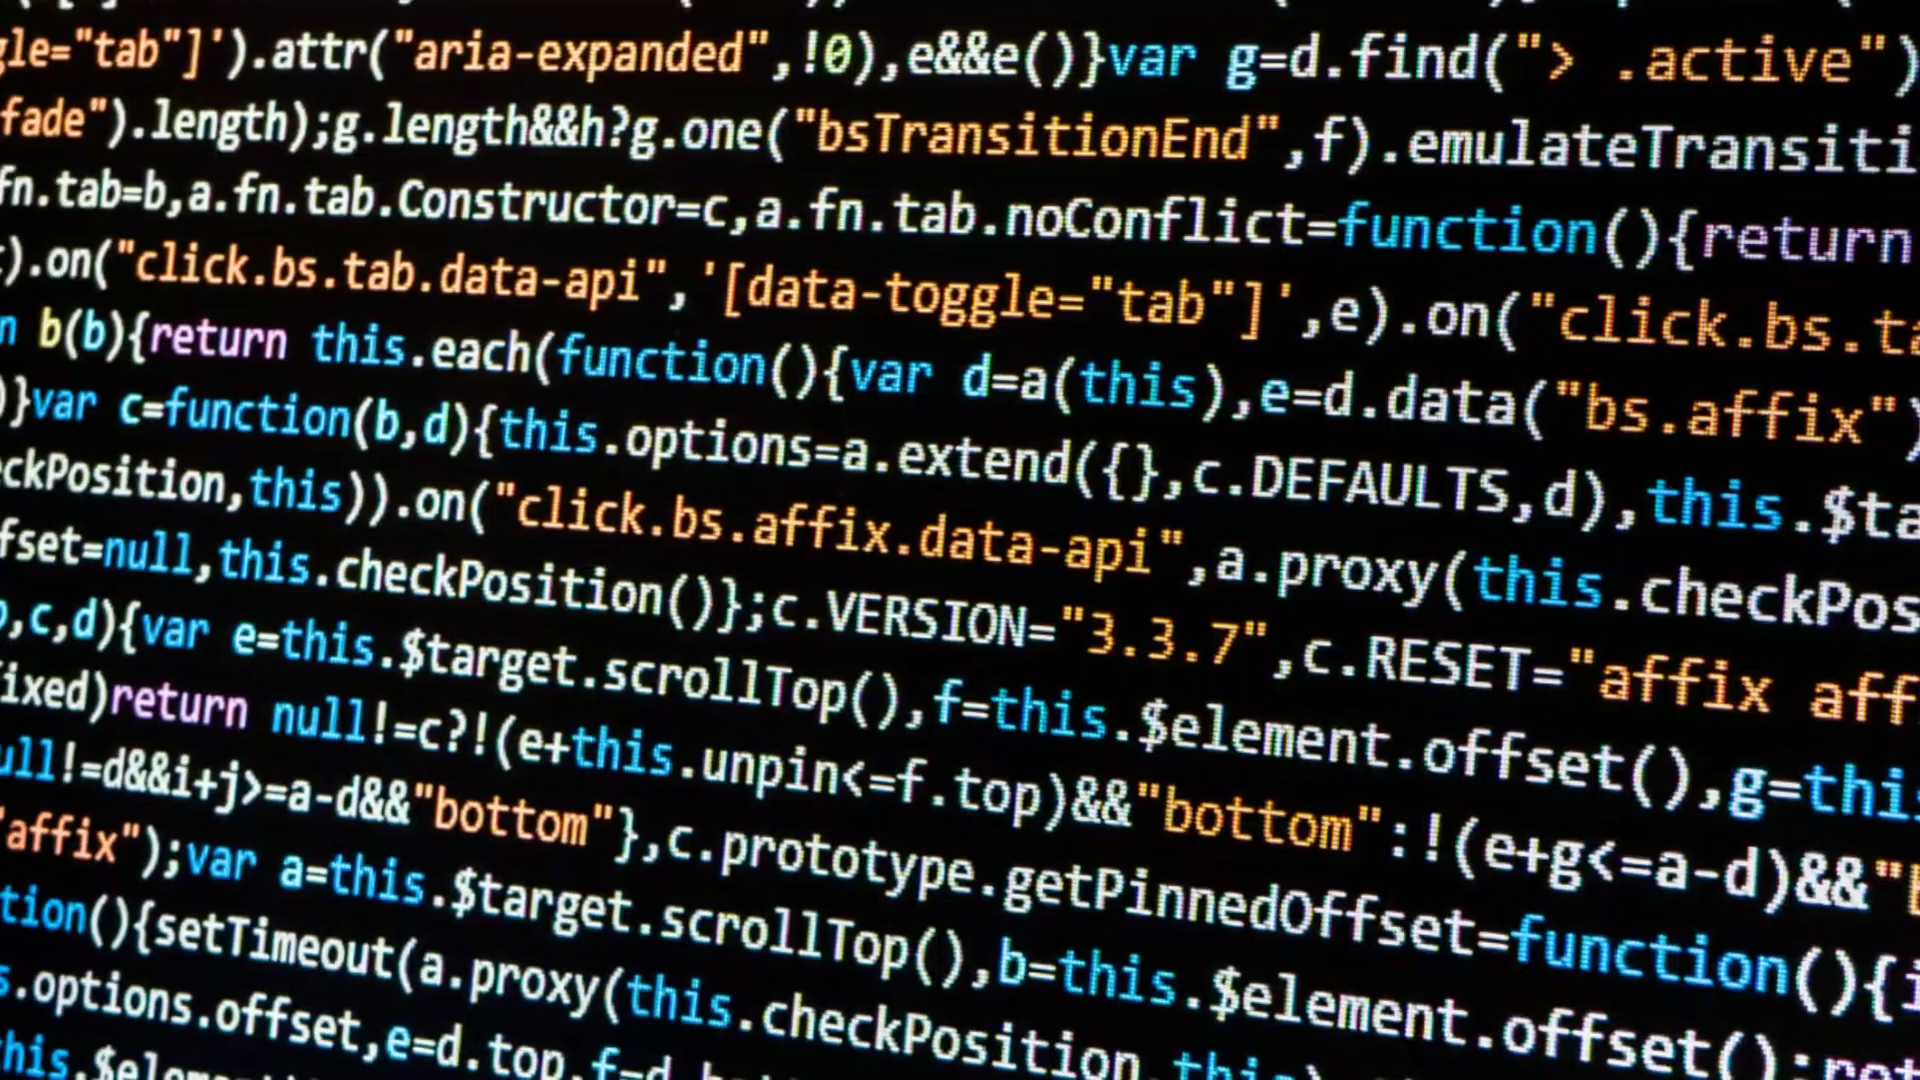 gle="tab"]').attr("aria-expanded",!0),e&&e()}var g=d.find("> .active")
fade").length);g.length&&h?g.one("bsTransitionEnd",f).emulateTransiti
fn.tab=b,a.fn.tab.Constructor=c,a.fn.tab.noConflict=function(){return
).on("click.bs.tab.data-api",'[data-toggle="tab"]',e).on("click.bs.ta
n b(b){return this.each(function(){var d=a(this),e=d.data("bs.affix")
)}var c=function(b,d){this.options=a.extend({},c.DEFAULTS,d),this.$ta
ckPosition,this)).on("click.bs.affix.data-api",a.proxy(this.checkPos
fset=null,this.checkPosition()};c.VERSION="3.3.7",c.RESET="affix aff
,c,d){var e=this.$target.scrollTop(),f=this.$element.offset(),g=this
ixed)return null!=c?!(e+this.unpin<=f.top)&&"bottom":!(e+g<=a-d)&&"b
ull!=d&&i+j>=a-d&&"bottom"},c.prototype.getPinnedOffset=function(){i
"affix");var a=this.$target.scrollTop(),b=this.$element.offset();ret
tion(){setTimeout(a.proxy(this.checkPosition,this)
s.options.offset,e=d.top,f=d.b
this.$element